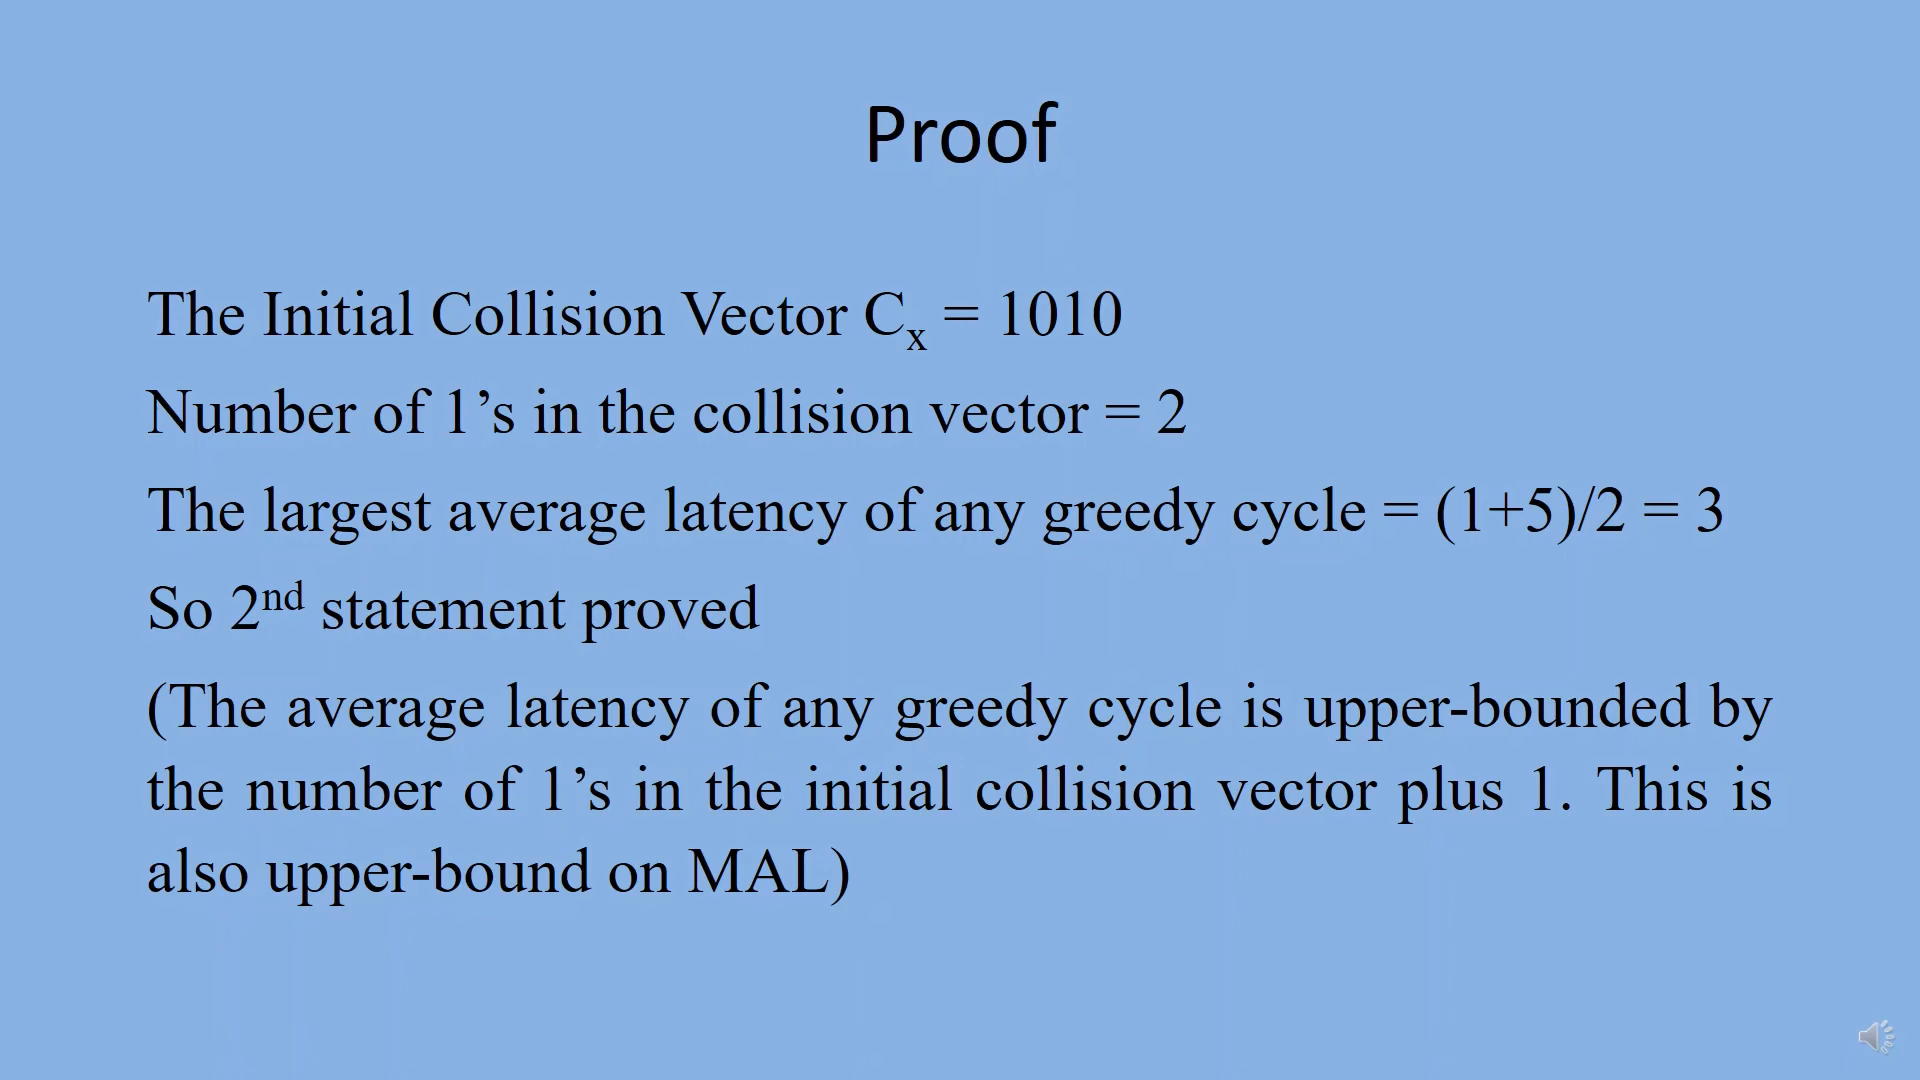 Proof
The Initial Collision Vector Cₓ = 1010
Number of 1’s in the collision vector = 2
The largest average latency of any greedy cycle = (1+5)/2 = 3
So 2ⁿᵈ statement proved
(The average latency of any greedy cycle is upper-bounded by
the number of 1’s in the initial collision vector plus 1. This is
also upper-bound on MAL)